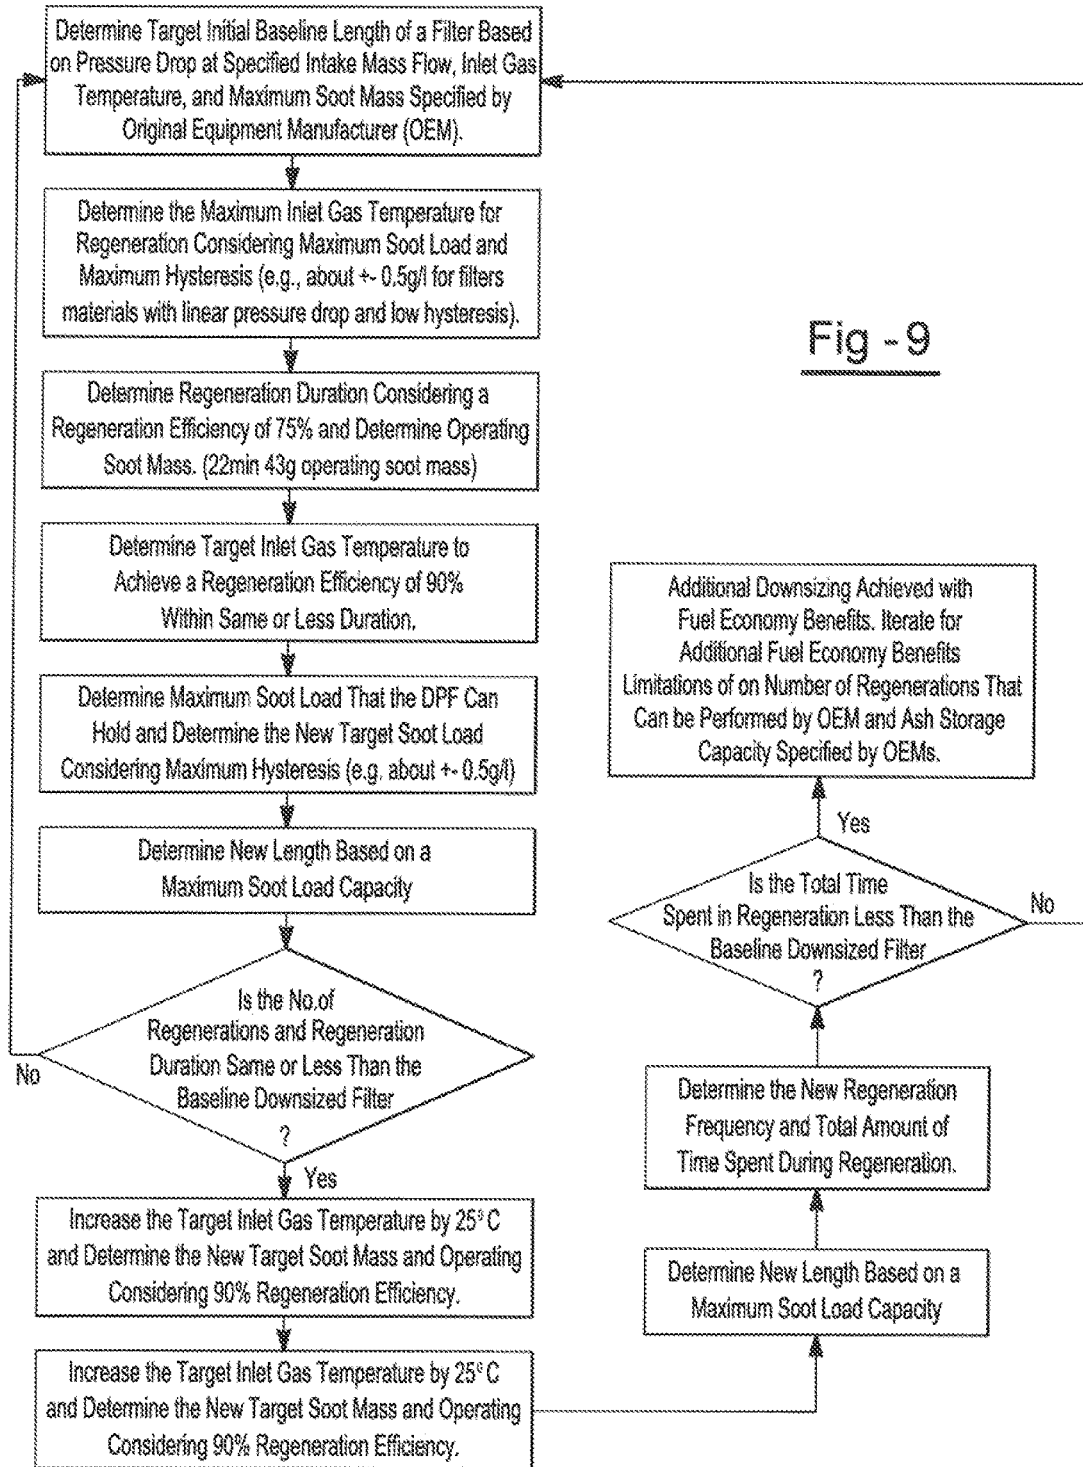 Determine Target Initial Baseline Length of a Filter Based
on Pressure Drop at Specified Intake Mass Flow, Inlet Gas
Temperature, and Maximum Soot Mass Specified by
Original Equipment Manufacturer (OEM).
Determine the Maximum Inlet Gas Temperature for
Regeneration Considering Maximum Soot Load and
Maximum Hysteresis (e.g., about +- 0.5g/l for filters
materials with linear pressure drop and low hysteresis).
Determine Regeneration Duration Considering a
Regeneration Efficiency of 75% and Determine Operating
Soot Mass. (22min 43g operating soot mass)
Determine Target Inlet Gas Temperature to
Achieve a Regeneration Efficiency of 90%
Within Same or Less Duration.
Determine Maximum Soot Load That the DPF Can
Hold and Determine the New Target Soot Load
Considering Maximum Hysteresis (e.g. about +- 0.5g/l)
Determine New Length Based on a
Maximum Soot Load Capacity
Is the No.of
Regenerations and Regeneration
Duration Same or Less Than the
Baseline Downsized Filter
?
No
Yes
Increase the Target Inlet Gas Temperature by 25°C
and Determine the New Target Soot Mass and Operating
Considering 90% Regeneration Efficiency.
Increase the Target Inlet Gas Temperature by 25°C
and Determine the New Target Soot Mass and Operating
Considering 90% Regeneration Efficiency.
Determine New Length Based on a
Maximum Soot Load Capacity
Determine the New Regeneration
Frequency and Total Amount of
Time Spent During Regeneration.
Is the Total Time
Spent in Regeneration Less Than the
Baseline Downsized Filter
?
No
Yes
Additional Downsizing Achieved with
Fuel Economy Benefits. Iterate for
Additional Fuel Economy Benefits
Limitations of on Number of Regenerations That
Can be Performed by OEM and Ash Storage
Capacity Specified by OEMs.
Fig - 9